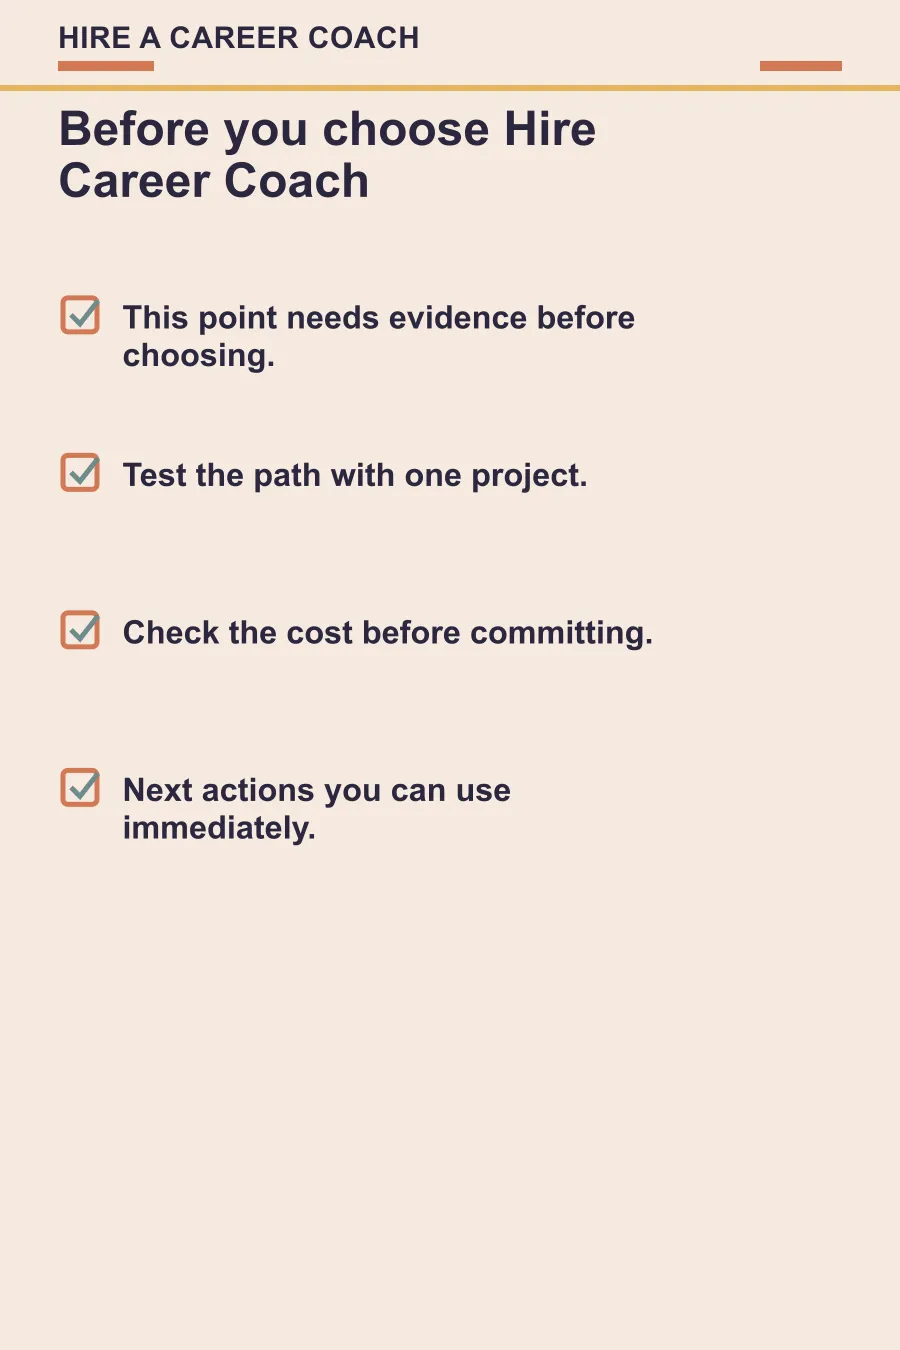 HIRE A CAREER COACH
Before you choose Hire
Career Coach
This point needs evidence before
choosing.
Test the path with one project.
Check the cost before committing.
Next actions you can use
immediately.